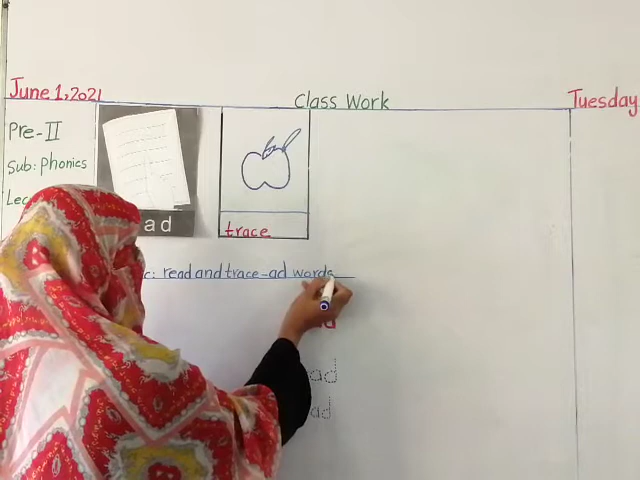 June 1, 2021 Class Work Tuesday
Pre-II
Sub: Phonics
ad
trace
read and trace -ad words
ad
ad